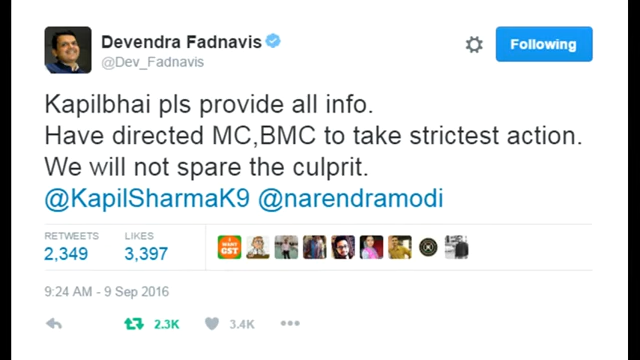 Devendra Fadnavis
@Dev_Fadnavis
Following
Kapilbhai pls provide all info.
Have directed MC,BMC to take strictest action.
We will not spare the culprit.
@KapilSharmaK9 @narendramodi
RETWEETS LIKES
2,349 3,397
I WANT
GST
9:24 AM - 9 Sep 2016
2.3K 3.4K